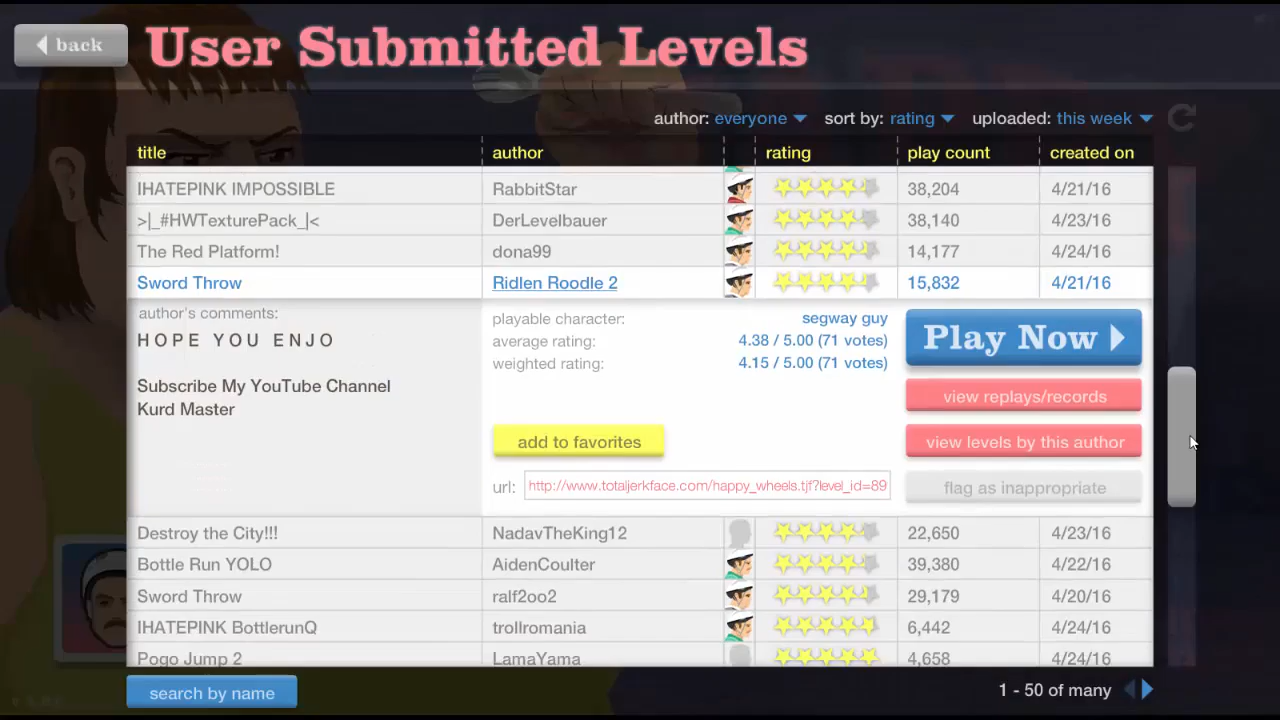 back
User Submitted Levels
author: everyone sort by: rating uploaded: this week
title author rating play count created on
IHATEPINK IMPOSSIBLE RabbitStar 38,204 4/21/16
>|_#HWTexturePack_|< DerLevelbauer 38,140 4/23/16
The Red Platform! dona99 14,177 4/24/16
Sword Throw Ridlen Roodle 2 15,832 4/21/16
author's comments:
H O P E Y O U E N J O
Subscribe My YouTube Channel
Kurd Master
playable character: segway guy
average rating: 4.38 / 5.00 (71 votes)
weighted rating: 4.15 / 5.00 (71 votes)
add to favorites
url: http://www.totaljerkface.com/happy_wheels.tjf?level_id=89
Play Now
view replays/records
view levels by this author
flag as inappropriate
Destroy the City!!! NadavTheKing12 22,650 4/23/16
Bottle Run YOLO AidenCoulter 39,380 4/22/16
Sword Throw ralf2oo2 29,179 4/20/16
IHATEPINK BottlerunQ trollromania 6,442 4/24/16
Pogo Jump 2 LamaYama 4,658 4/24/16
search by name
1 - 50 of many